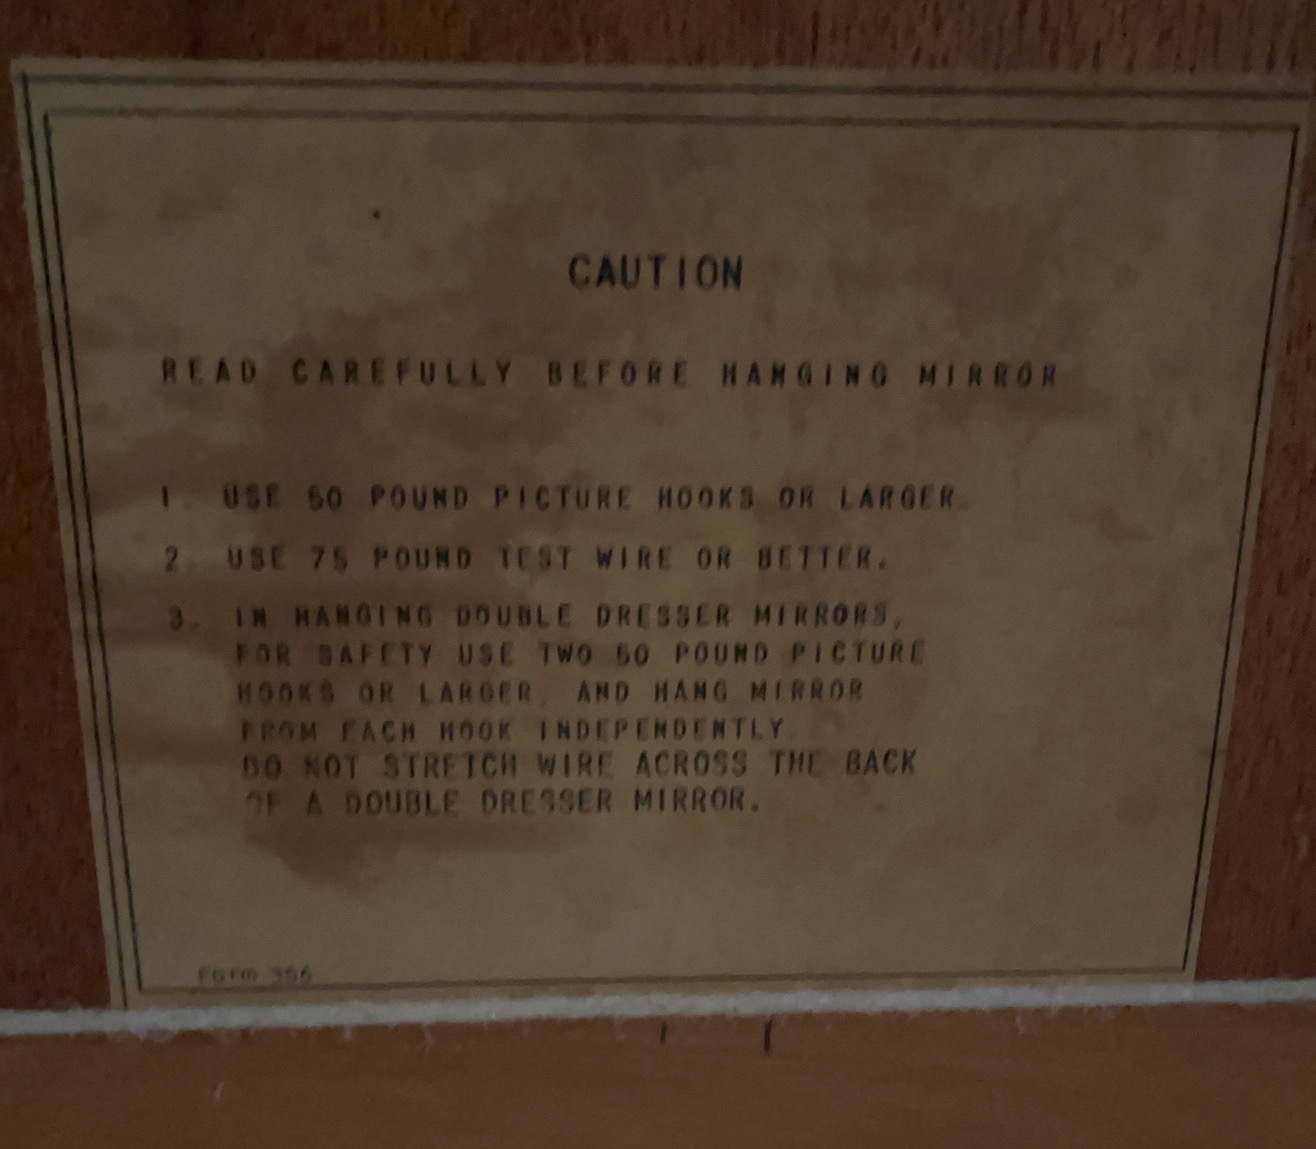 CAUTION
READ CAREFULLY BEFORE HANGING MIRROR
1. USE 50 POUND PICTURE HOOKS OR LARGER.
2. USE 75 POUND TEST WIRE OR BETTER.
3. IN HANGING DOUBLE DRESSER MIRRORS,
FOR SAFETY USE TWO 50 POUND PICTURE
HOOKS OR LARGER, AND HANG MIRROR
FROM EACH HOOK INDEPENDENTLY.
DO NOT STRETCH WIRE ACROSS THE BACK
OF A DOUBLE DRESSER MIRROR.
Form 356